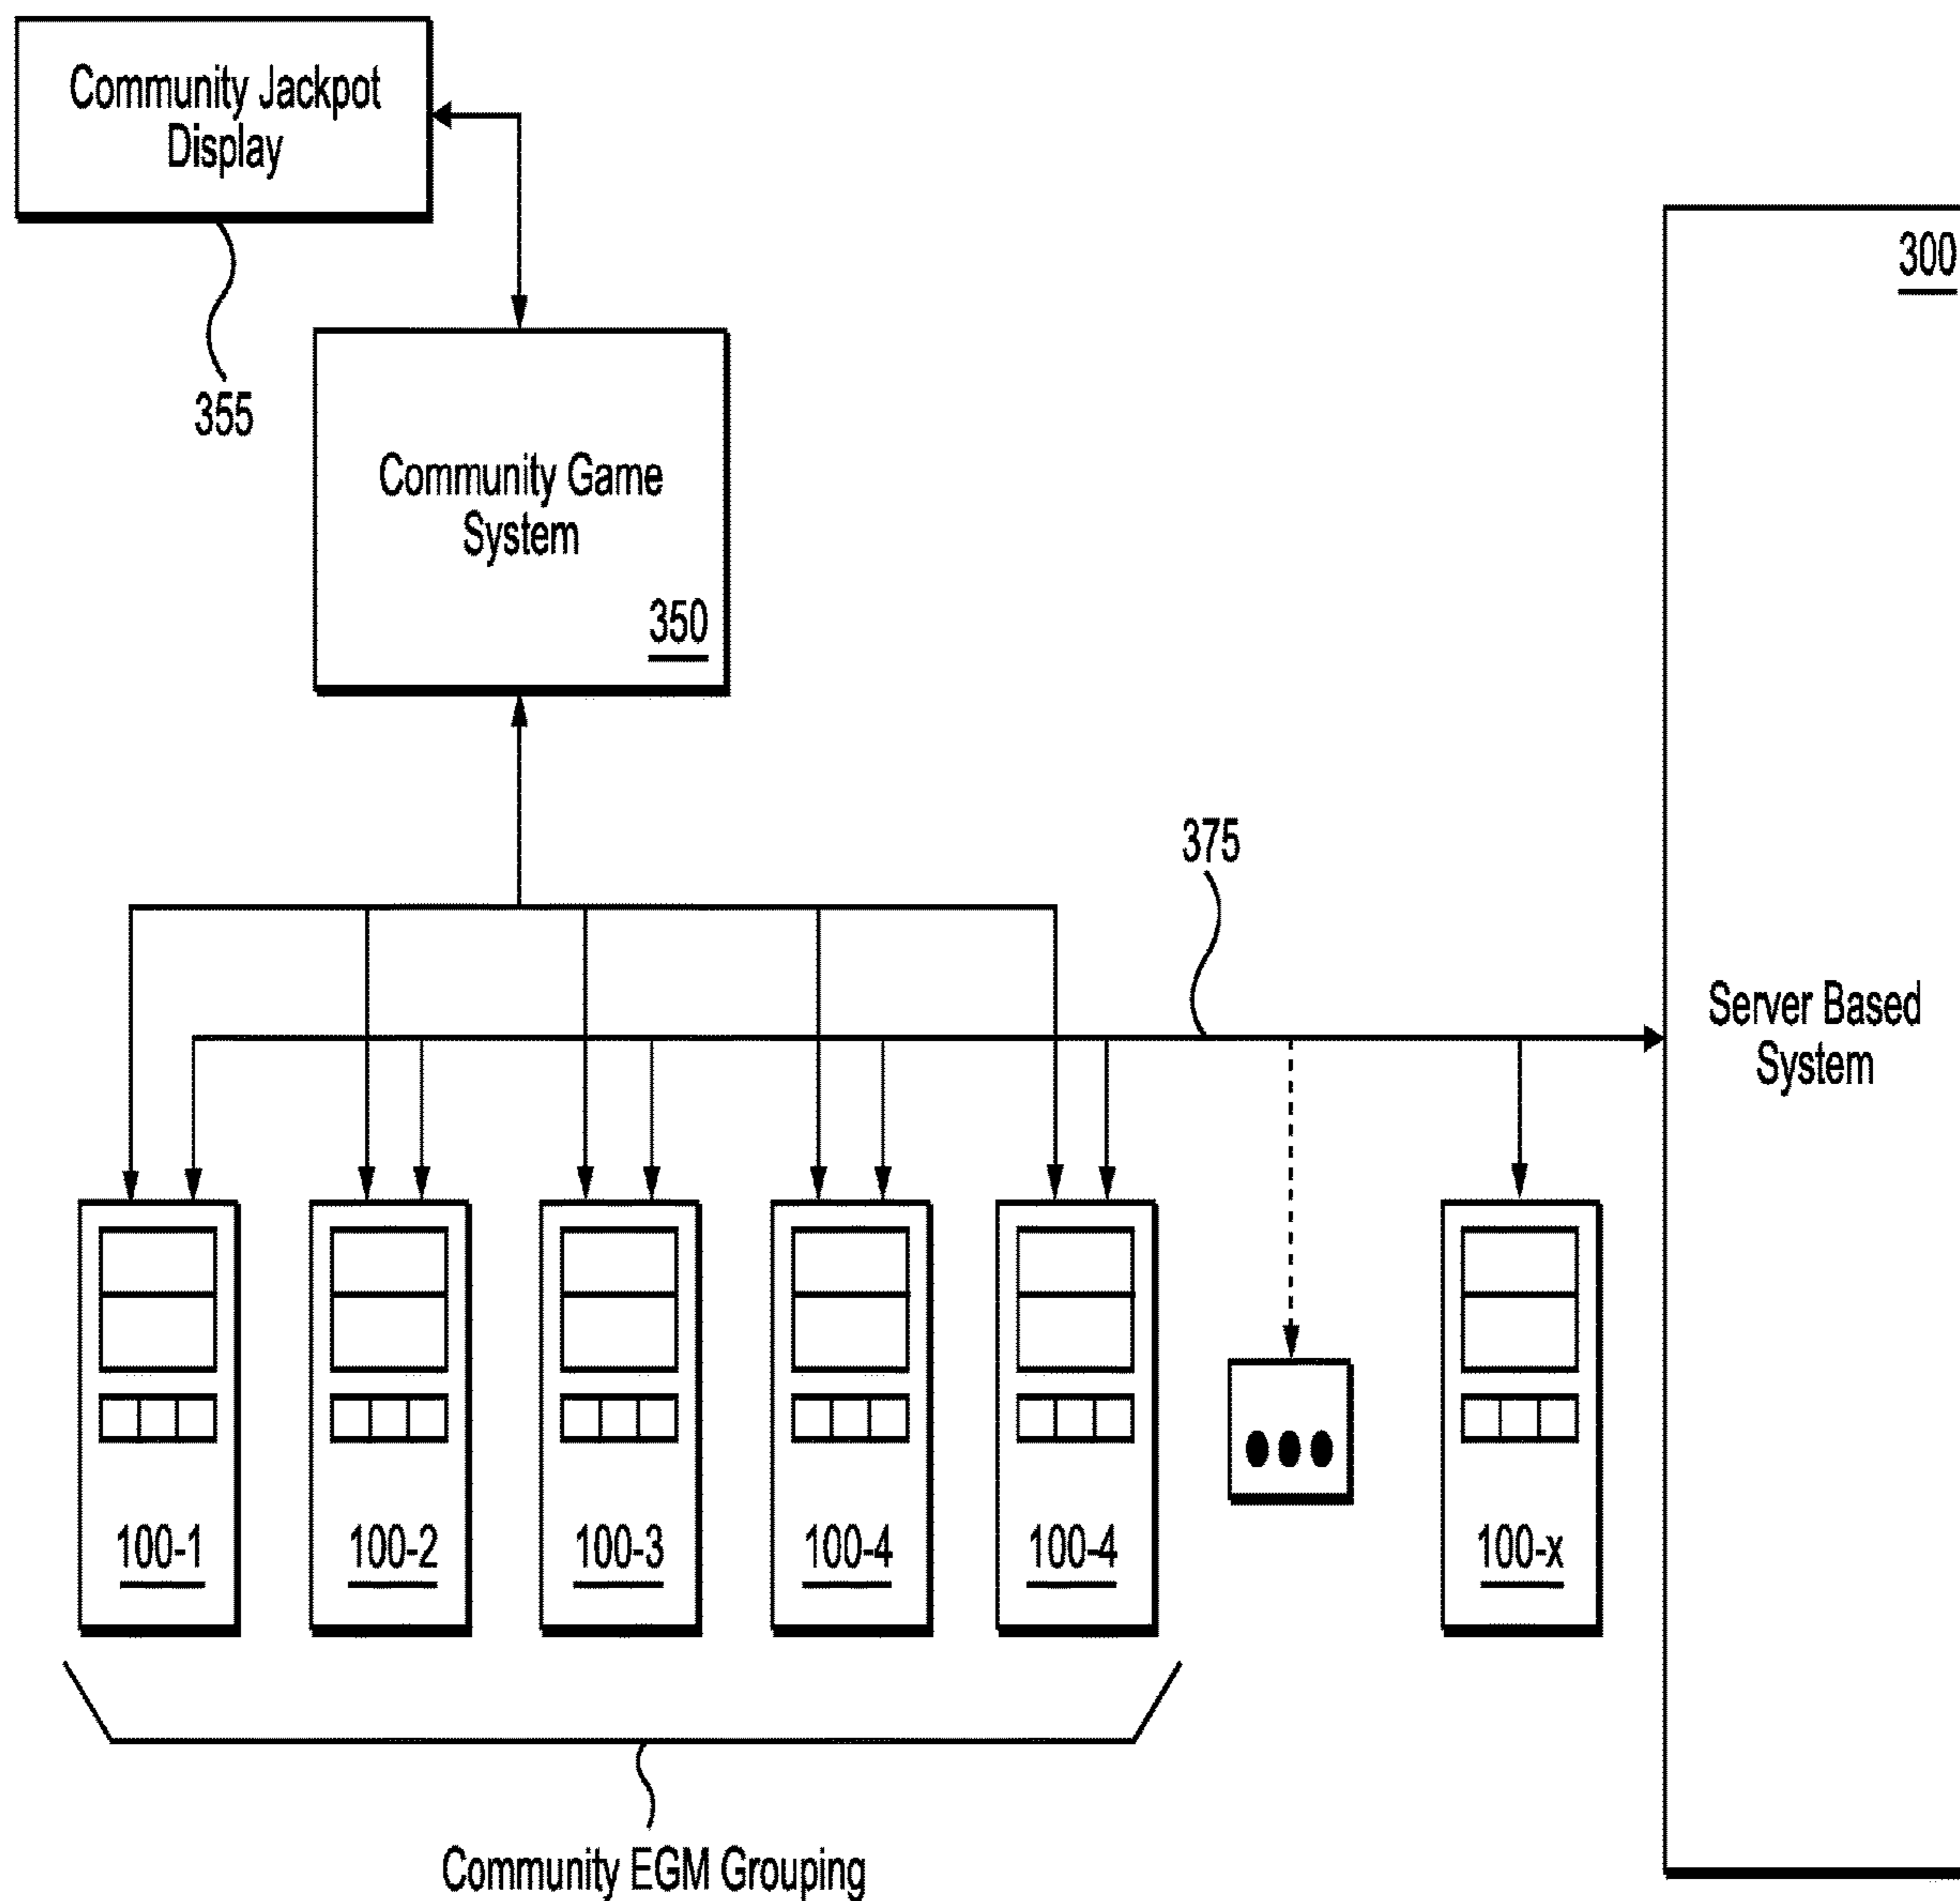 Community Jackpot
Display
300
355
Community Game
System
350
375
Server Based
System
100-1
100-2
100-3
100-4
100-4
100-x
Community EGM Grouping